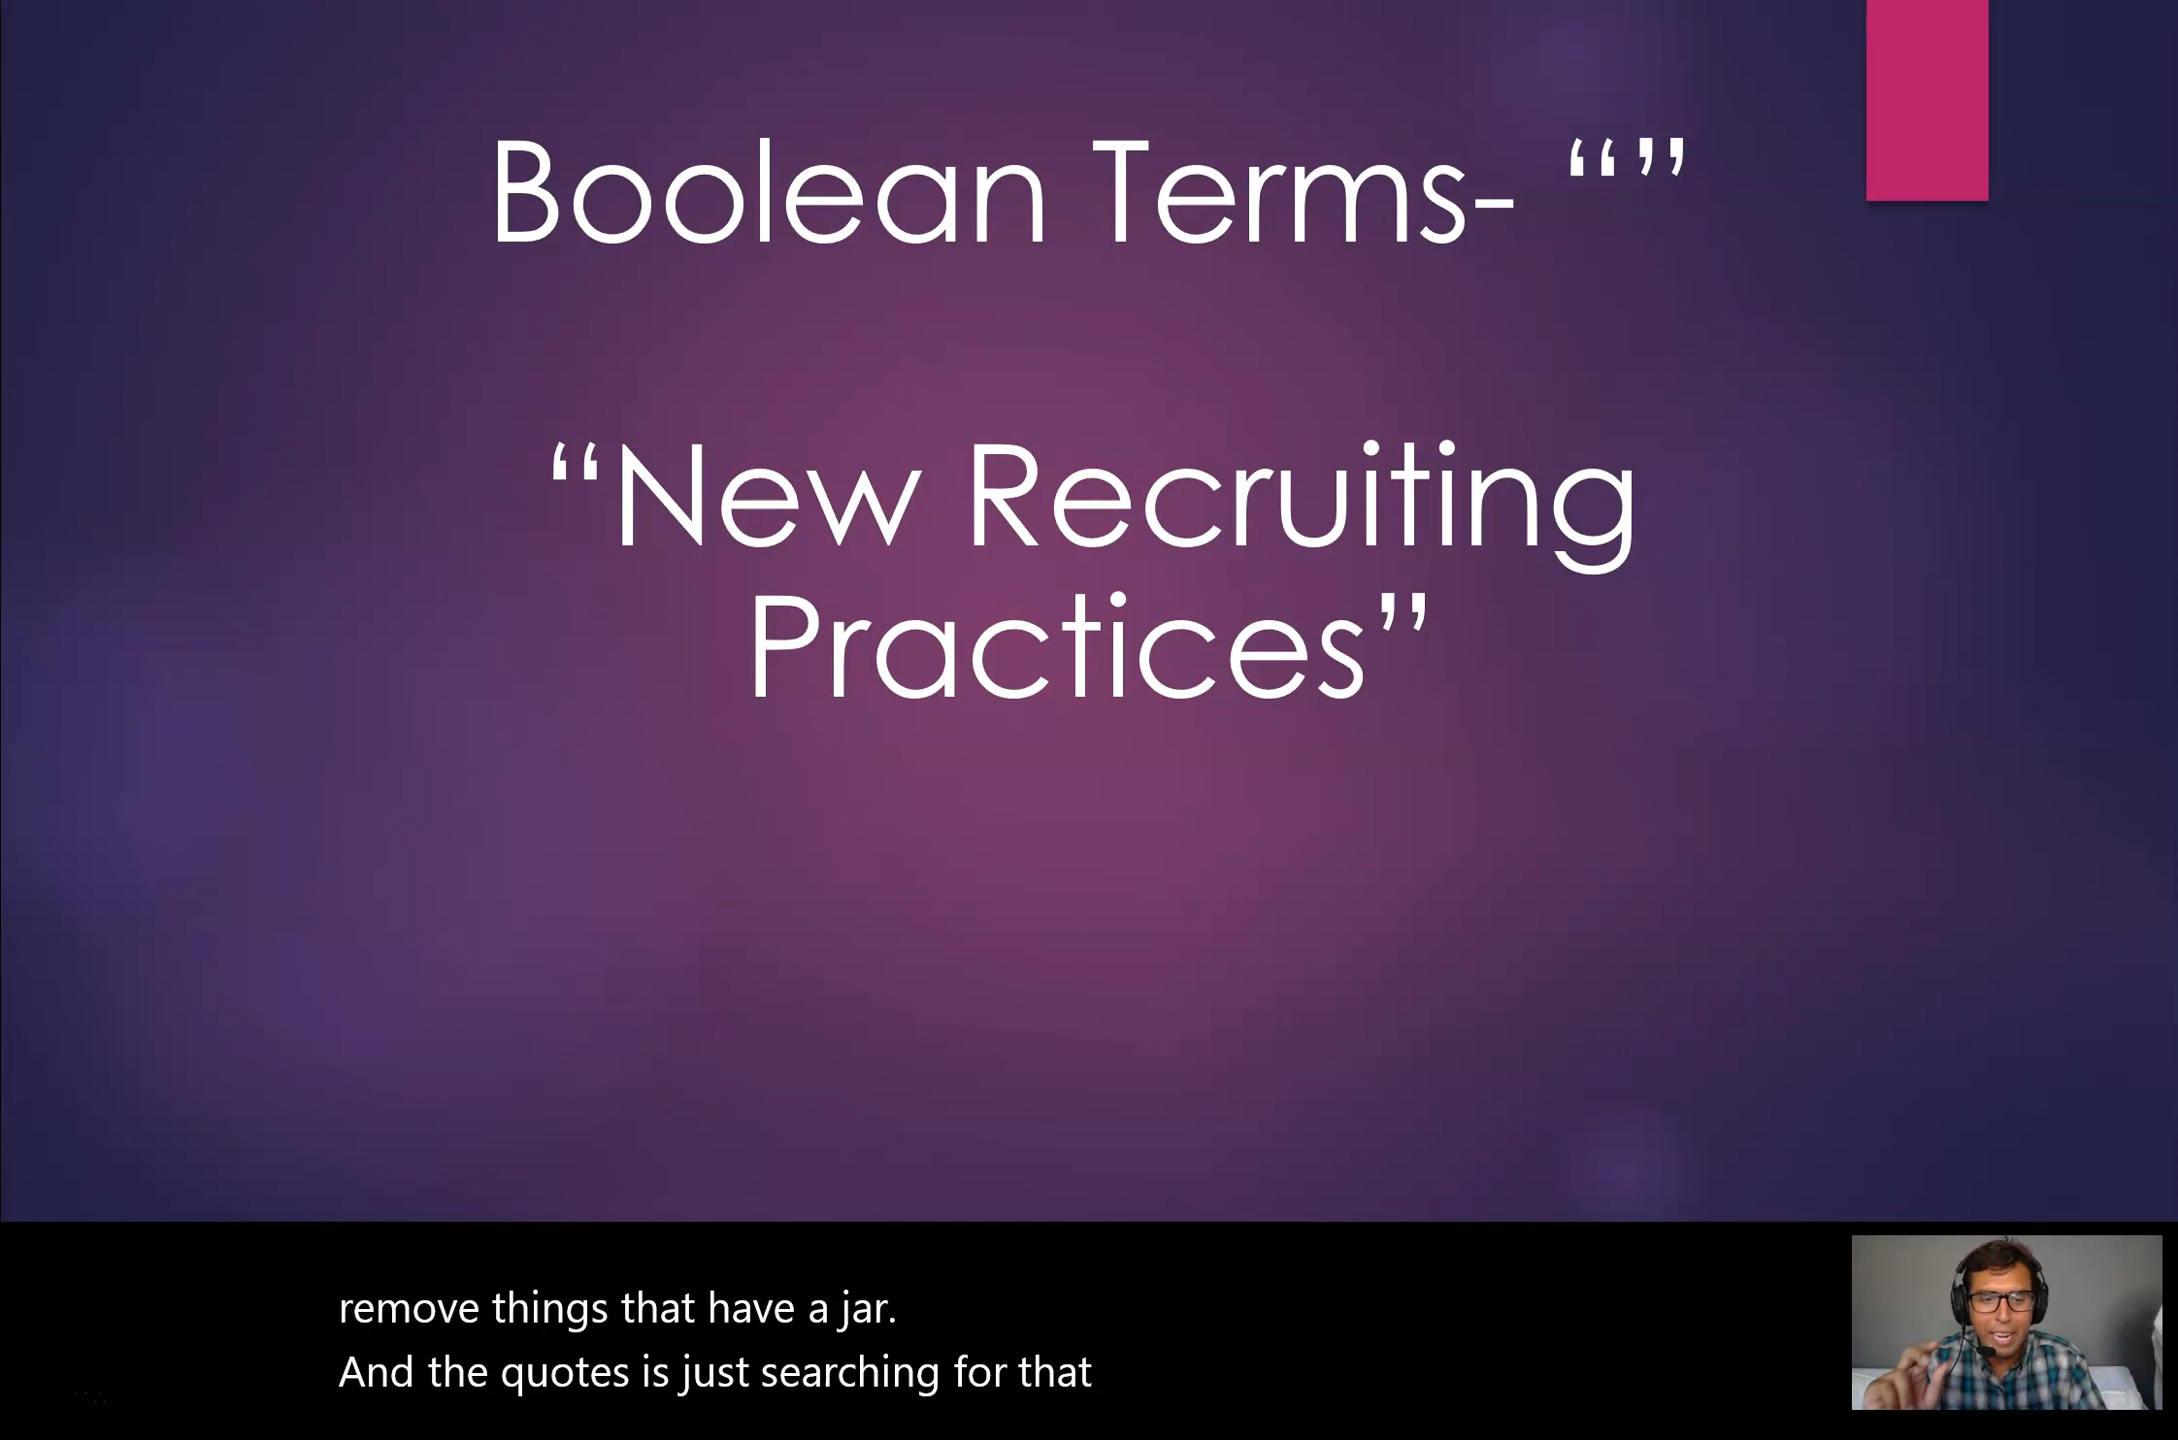 Boolean Terms- “”
“New Recruiting
Practices”
remove things that have a jar.
And the quotes is just searching for that